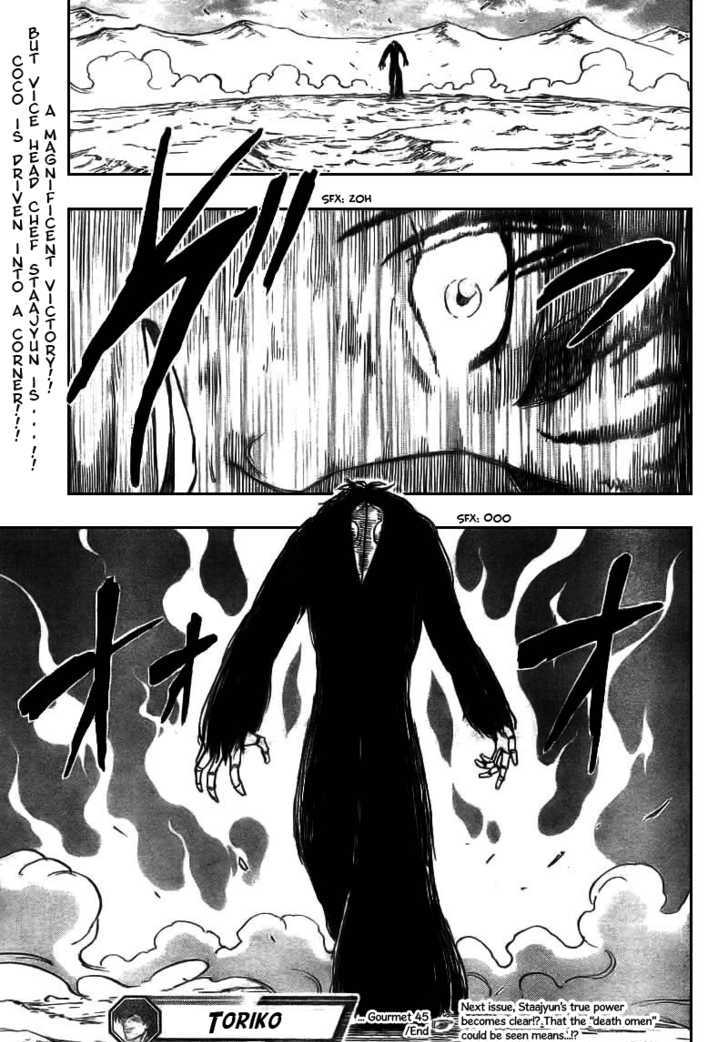 A MAGNIFICENT VICTORY!!
BUT VICE HEAD CHEF STAAJYUN IS...!!
COCO IS DRIVEN INTO A CORNER!!!
SFX: ZOH
ゾッ
SFX: OOO
オオオ
TORIKO
... Gourmet 45
/End
Next issue, Staajyun's true power
becomes clear!? That the "death omen"
could be seen means...!?